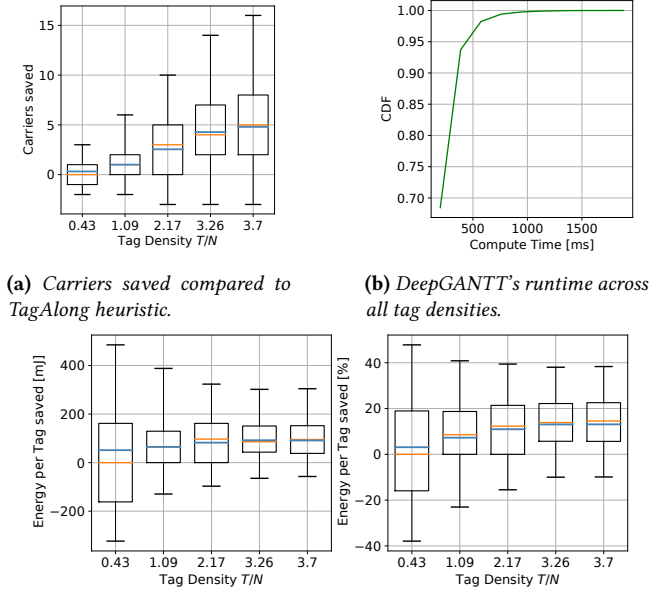 Carriers saved
15
10
5
0
0.43 1.09 2.17 3.26 3.7
Tag Density T/N
CDF
1.00
0.95
0.90
0.85
0.80
0.75
0.70
500 1000 1500
Compute Time [ms]
(a) Carriers saved compared to
TagAlong heuristic.
(b) DeepGANTT's runtime across
all tag densities.
Energy per Tag saved [mJ]
400
200
0
−200
0.43 1.09 2.17 3.26 3.7
Tag Density T/N
Energy per Tag saved [%]
40
20
0
−20
−40
0.43 1.09 2.17 3.26 3.7
Tag Density T/N